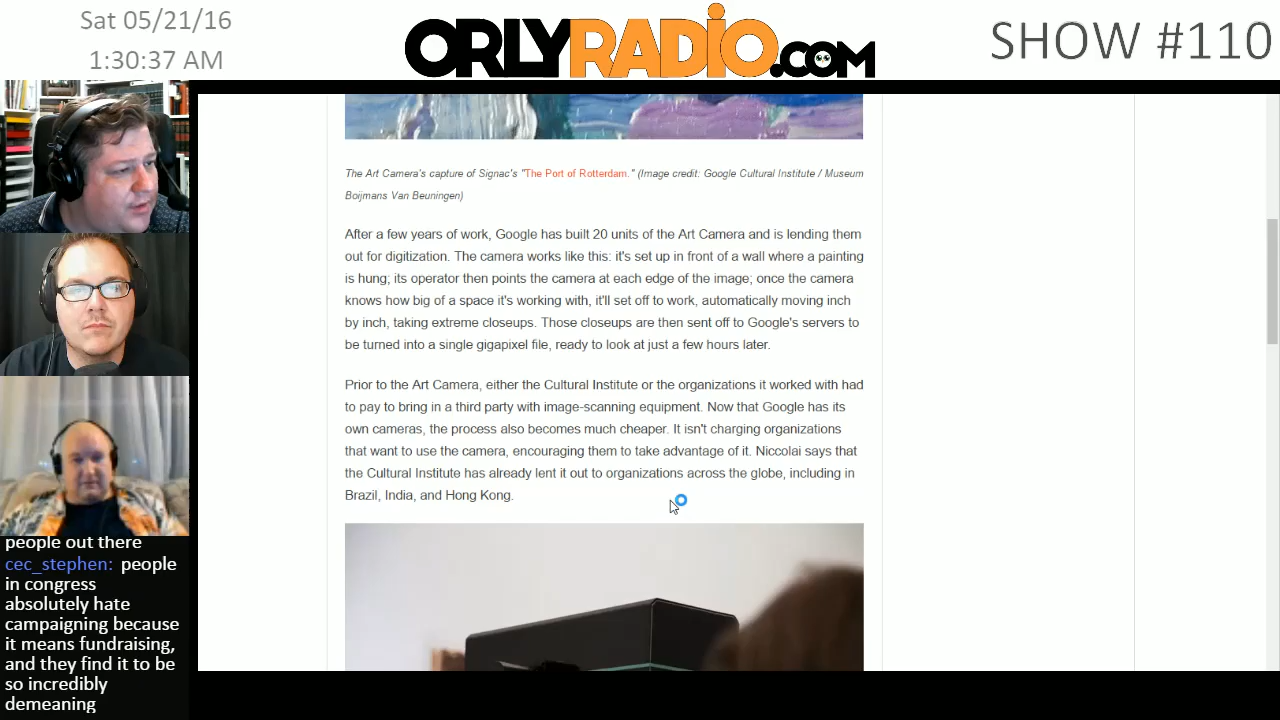 Sat 05/21/16
1:30:37 AM
ORLYRADIO.COM
SHOW #110
The Art Camera's capture of Signac's "The Port of Rotterdam." (Image credit: Google Cultural Institute / Museum
Boijmans Van Beuningen)
After a few years of work, Google has built 20 units of the Art Camera and is lending them
out for digitization. The camera works like this: it's set up in front of a wall where a painting
is hung; its operator then points the camera at each edge of the image; once the camera
knows how big of a space it's working with, it'll set off to work, automatically moving inch
by inch, taking extreme closeups. Those closeups are then sent off to Google's servers to
be turned into a single gigapixel file, ready to look at just a few hours later.
Prior to the Art Camera, either the Cultural Institute or the organizations it worked with had
to pay to bring in a third party with image-scanning equipment. Now that Google has its
own cameras, the process also becomes much cheaper. It isn't charging organizations
that want to use the camera, encouraging them to take advantage of it. Niccolai says that
the Cultural Institute has already lent it out to organizations across the globe, including in
Brazil, India, and Hong Kong.
people out there
cec_stephen: people
in congress
absolutely hate
campaigning because
it means fundraising,
and they find it to be
so incredibly
demeaning